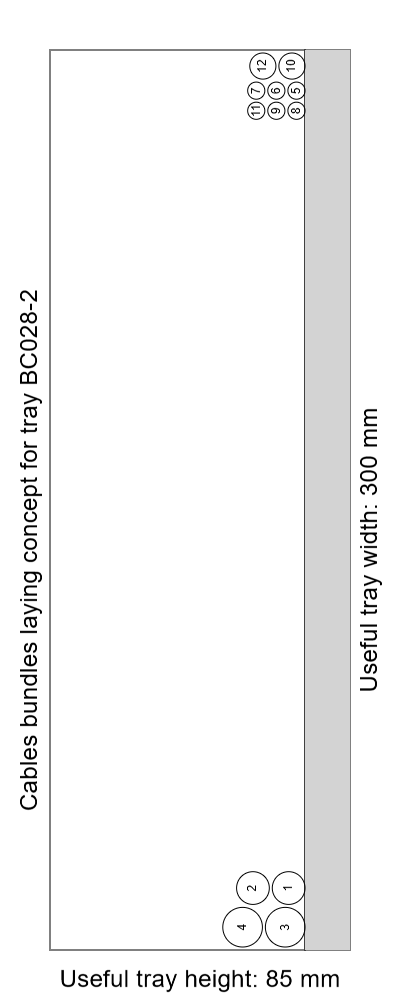 Cables bundles laying concept for tray BC028-2
12 10
7 6 5
11 9 8
2 1
4 3
Useful tray width: 300 mm
Useful tray height: 85 mm